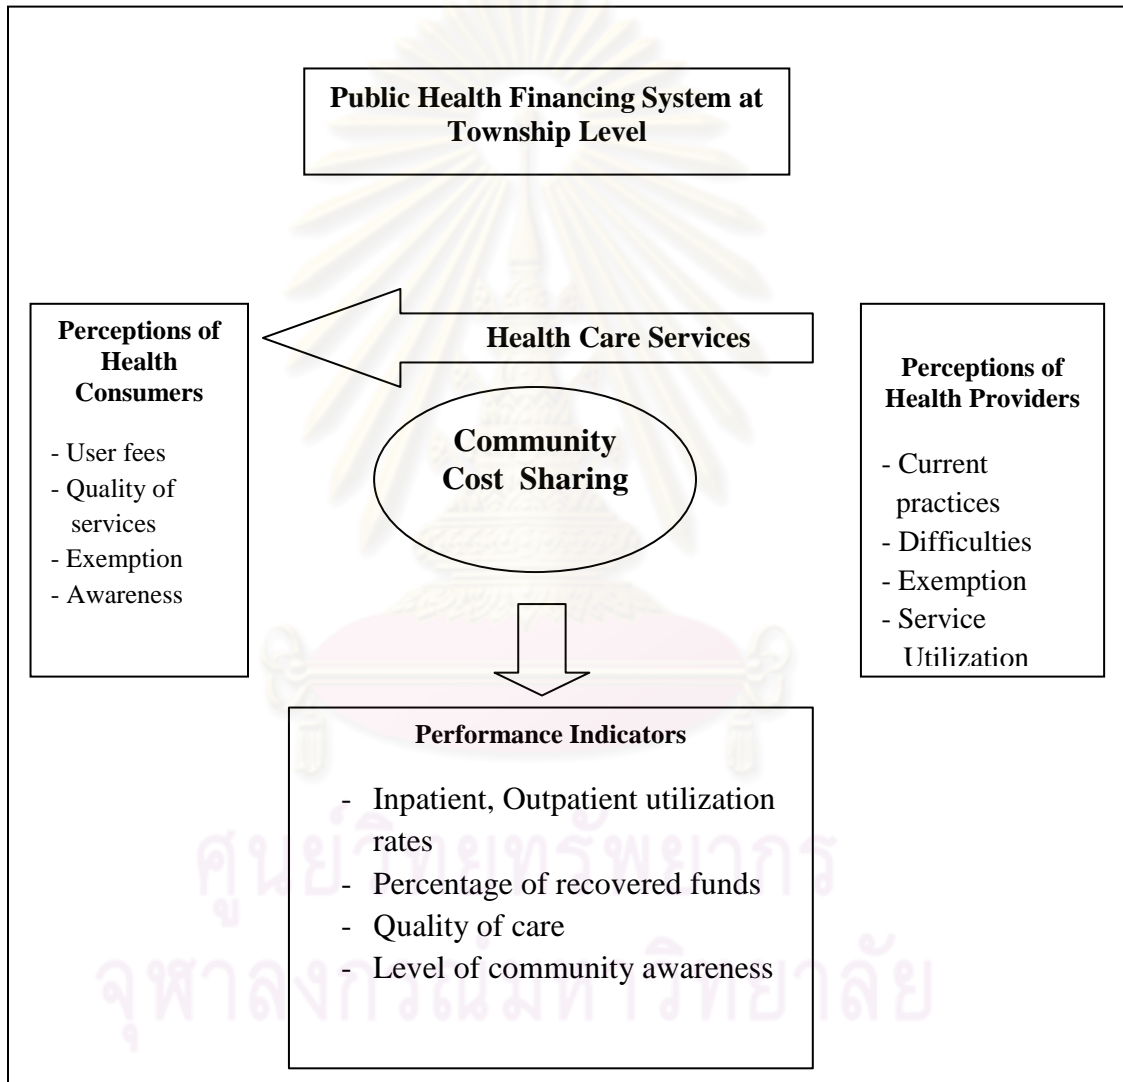 Public Health Financing System at
Township Level
Health Care Services
Perceptions of
Health
Consumers
- User fees
- Quality of
services
- Exemption
- Awareness
Community
Cost Sharing
Perceptions of
Health Providers
- Current
practices
- Difficulties
- Exemption
- Service
Utilization
Performance Indicators
- Inpatient, Outpatient utilization
rates
- Percentage of recovered funds
- Quality of care
- Level of community awareness
ศูนย์วิทยทรัพยากร
จุฬาลงกรณ์มหาวิทยาลัย